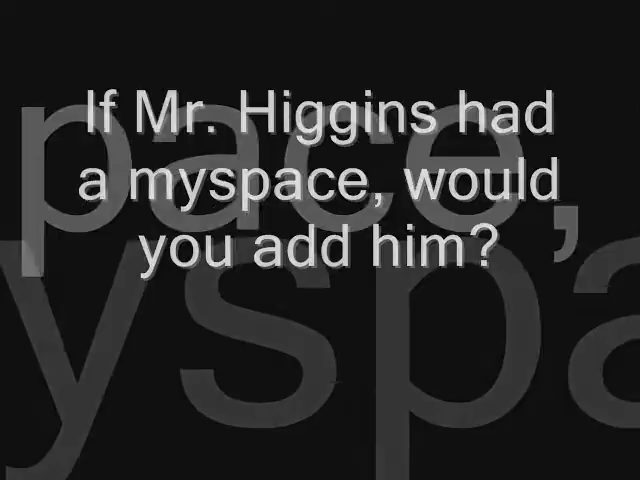 If Mr. Higgins had
a myspace, would
you add him?
pace,
yspa